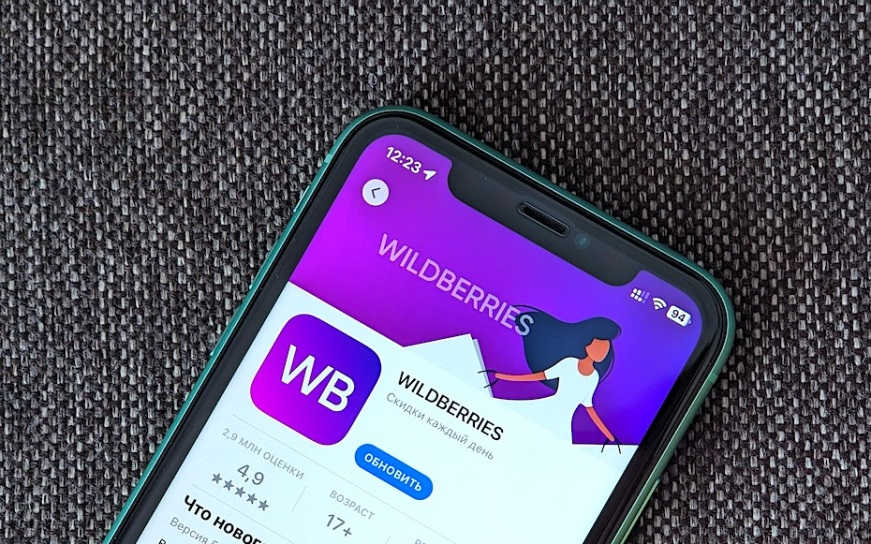 12:23
94
WILDBERRIES
WB
WILDBERRIES
Скидки каждый день
ОБНОВИТЬ
2,9 МЛН ОЦЕНКИ
4,9
ВОЗРАСТ
17+
Что новог
Версия